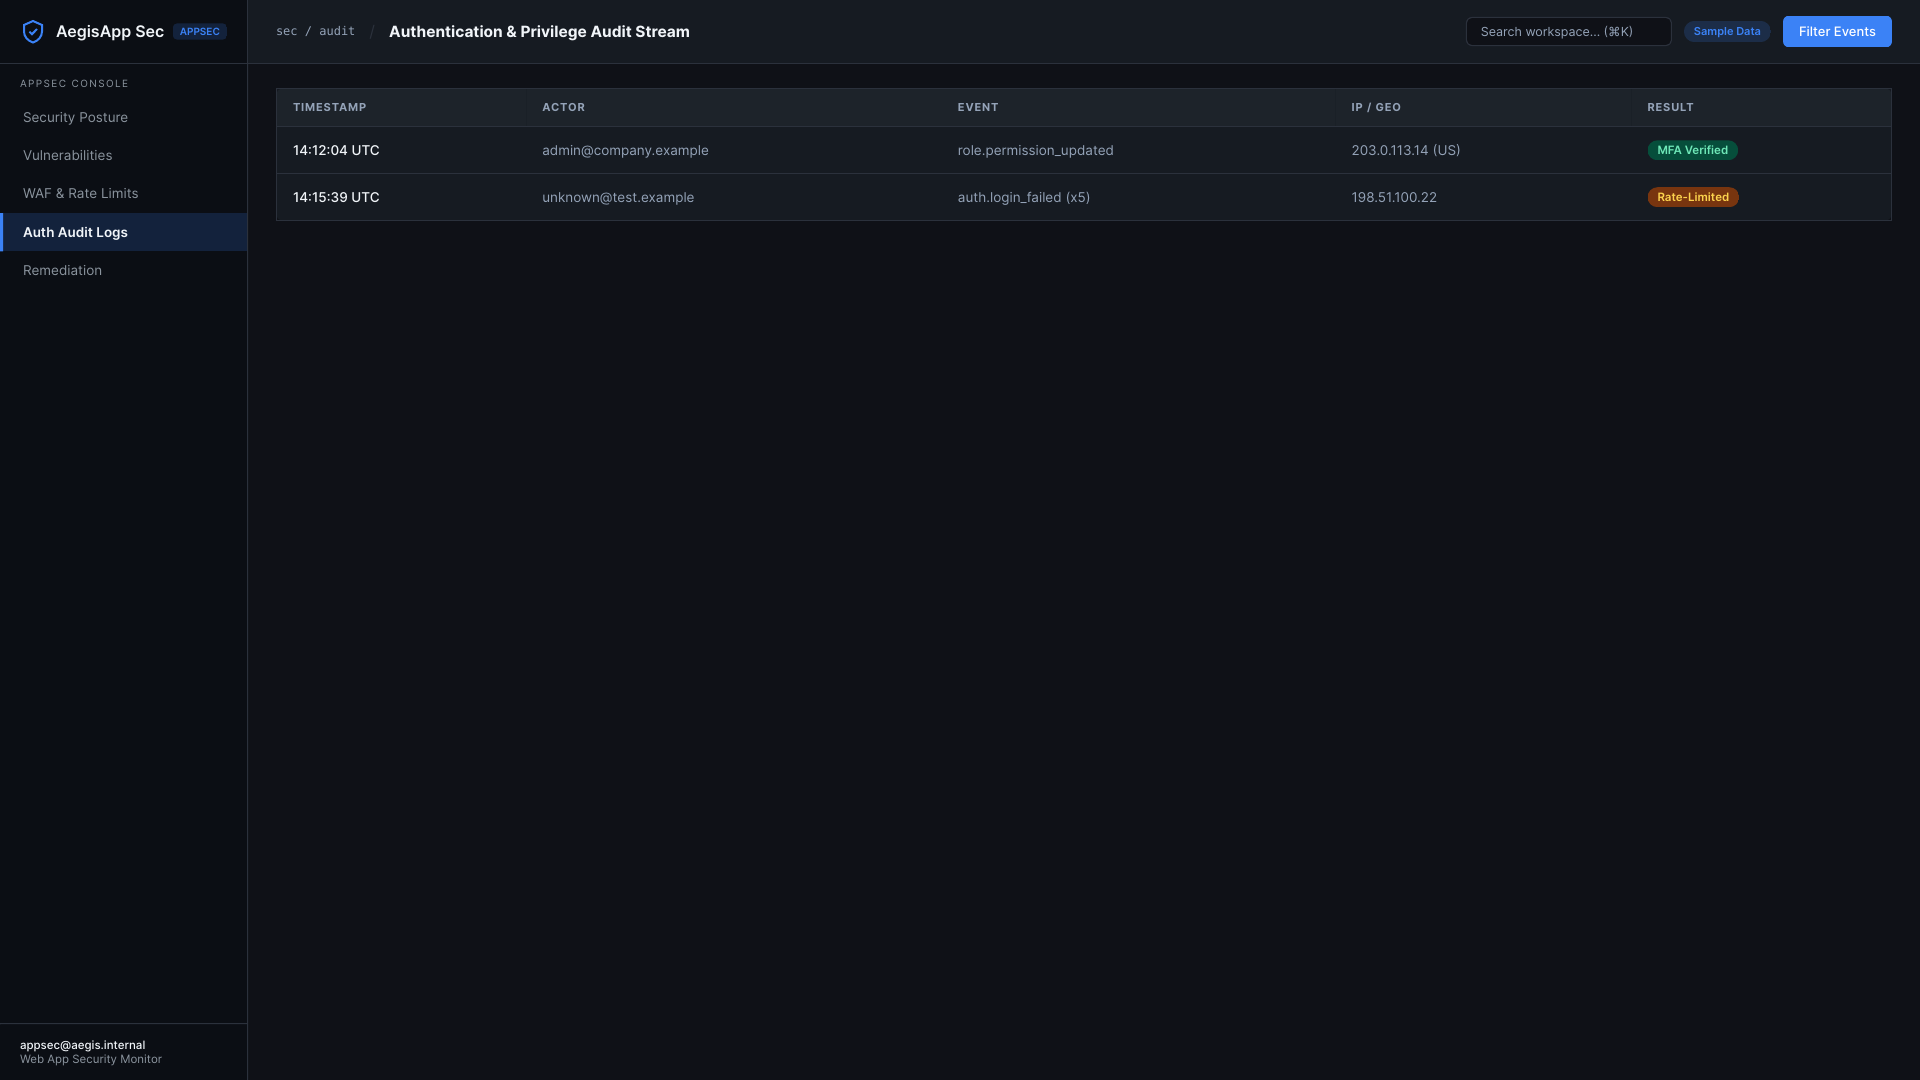 AegisApp Sec APPSEC
APPSEC CONSOLE
Security Posture
Vulnerabilities
WAF & Rate Limits
Auth Audit Logs
Remediation
appsec@aegis.internal
Web App Security Monitor
sec / audit / Authentication & Privilege Audit Stream
Search workspace... (⌘K) Sample Data Filter Events
TIMESTAMP ACTOR EVENT IP / GEO RESULT
14:12:04 UTC admin@company.example role.permission_updated 203.0.113.14 (US) MFA Verified
14:15:39 UTC unknown@test.example auth.login_failed (x5) 198.51.100.22 Rate-Limited